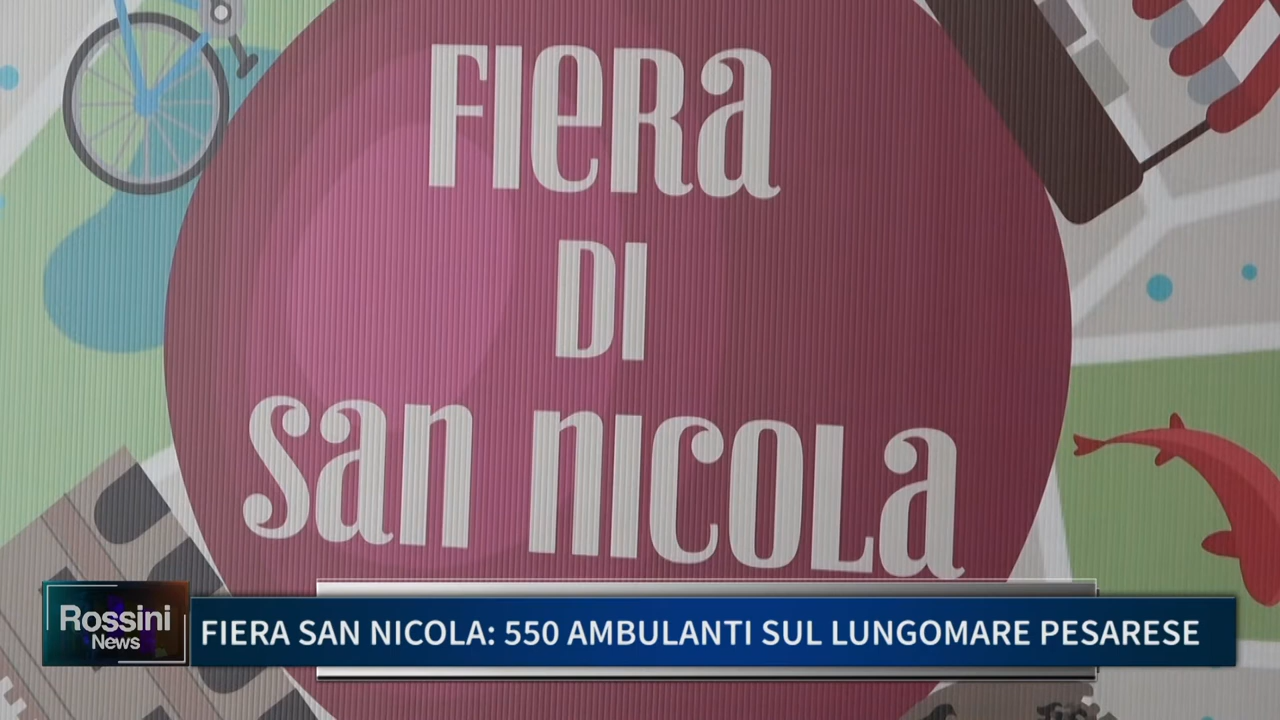 Fiera
di
San Nicola
Rossini
News
FIERA SAN NICOLA: 550 AMBULANTI SUL LUNGOMARE PESARESE